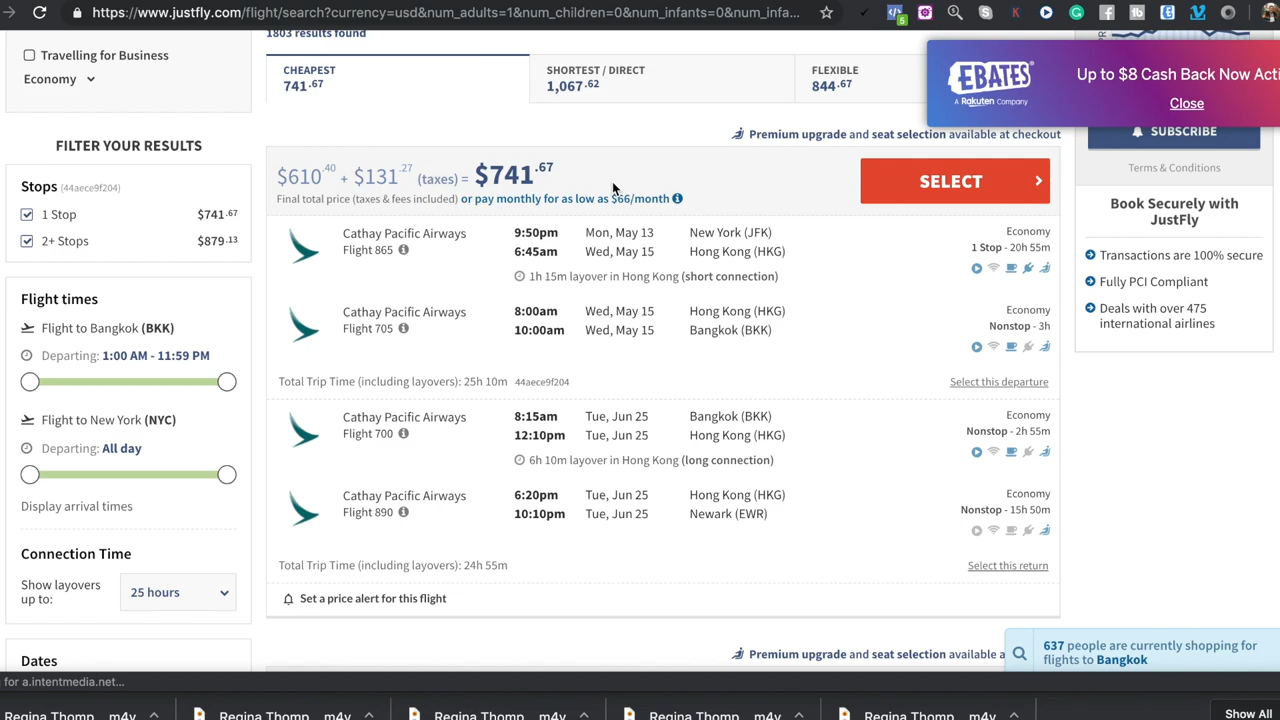 https://www.justfly.com/flight/search?currency=usd&num_adults=1&num_children=0&num_infants=0&num_infa...
5
Travelling for Business
Economy
1803 results found
CHEAPEST
741.67
SHORTEST / DIRECT
1,067.62
FLEXIBLE
844.67
EBATES
A Rakuten Company
Up to $8 Cash Back Now Acti
Close
SUBSCRIBE
Terms & Conditions
Book Securely with
JustFly
Transactions are 100% secure
Fully PCI Compliant
Deals with over 475
international airlines
FILTER YOUR RESULTS
Stops (44aece9f204)
1 Stop $741.67
2+ Stops $879.13
Flight times
Flight to Bangkok (BKK)
Departing: 1:00 AM - 11:59 PM
Flight to New York (NYC)
Departing: All day
Display arrival times
Connection Time
Show layovers
up to:
25 hours
Dates
Premium upgrade and seat selection available at checkout
$610.40 + $131.27 (taxes) = $741.67
Final total price (taxes & fees included) or pay monthly for as low as $66/month
SELECT
Cathay Pacific Airways 9:50pm Mon, May 13 New York (JFK) Economy
Flight 865 6:45am Wed, May 15 Hong Kong (HKG) 1 Stop - 20h 55m
1h 15m layover in Hong Kong (short connection)
Cathay Pacific Airways 8:00am Wed, May 15 Hong Kong (HKG) Economy
Flight 705 10:00am Wed, May 15 Bangkok (BKK) Nonstop - 3h
Total Trip Time (including layovers): 25h 10m 44aece9f204 Select this departure
Cathay Pacific Airways 8:15am Tue, Jun 25 Bangkok (BKK) Economy
Flight 700 12:10pm Tue, Jun 25 Hong Kong (HKG) Nonstop - 2h 55m
6h 10m layover in Hong Kong (long connection)
Cathay Pacific Airways 6:20pm Tue, Jun 25 Hong Kong (HKG) Economy
Flight 890 10:10pm Tue, Jun 25 Newark (EWR) Nonstop - 15h 50m
Total Trip Time (including layovers): 24h 55m Select this return
Set a price alert for this flight
Premium upgrade and seat selection available a
637 people are currently shopping for
flights to Bangkok
for a.intentmedia.net...
Regina Thomp....m4v
Regina Thomp....m4v
Regina Thomp....m4v
Regina Thomp....m4v
Regina Thomp....m4v
Show All